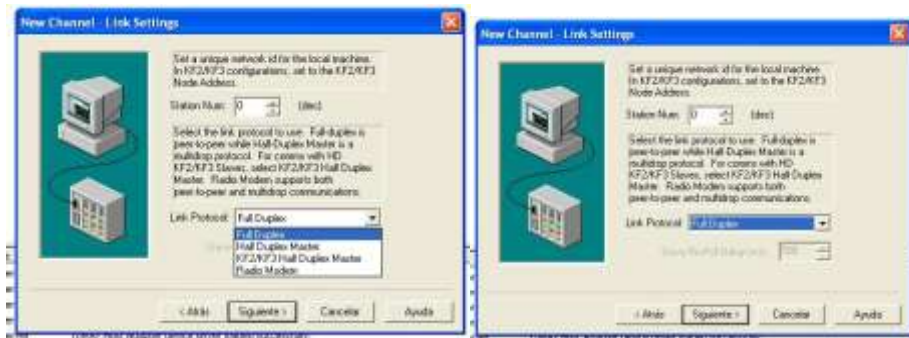 New Channel - Link Settings
Set a unique network id for the local machine.
In KF2/KF3 configurations, set to the KF2/KF3
Node Address.
Station Num: 0 (dec)
Select the link protocol to use. Full-duplex is
peer-to-peer while Half-Duplex Master is a
multidrop protocol. For comms with HD
KF2/KF3 Slaves, select KF2/KF3 Half Duplex
Master. Radio Modem supports both
peer-to-peer and multidrop communications.
Link Protocol: Full Duplex
Full Duplex
Half Duplex Master
KF2/KF3 Half Duplex Master
Radio Modem
< Atrás Siguiente > Cancelar Ayuda
New Channel - Link Settings
Set a unique network id for the local machine.
In KF2/KF3 configurations, set to the KF2/KF3
Node Address.
Station Num: 0 (dec)
Select the link protocol to use. Full-duplex is
peer-to-peer while Half-Duplex Master is a
multidrop protocol. For comms with HD
KF2/KF3 Slaves, select KF2/KF3 Half Duplex
Master. Radio Modem supports both
peer-to-peer and multidrop communications.
Link Protocol: Full Duplex
< Atrás Siguiente > Cancelar Ayuda